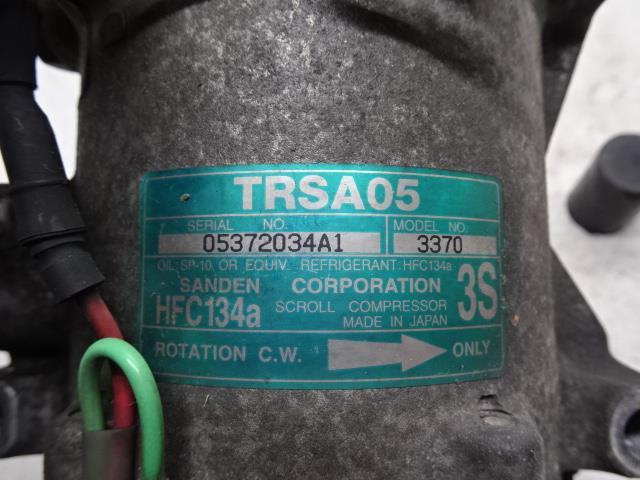 TRSA05
SERIAL NO. MODEL NO.
05372034A1 3370
OIL:SP-10, OR EQUIV. REFRIGERANT:HFC134a
SANDEN CORPORATION 3S
HFC134a SCROLL COMPRESSOR
MADE IN JAPAN
ROTATION C.W. ONLY